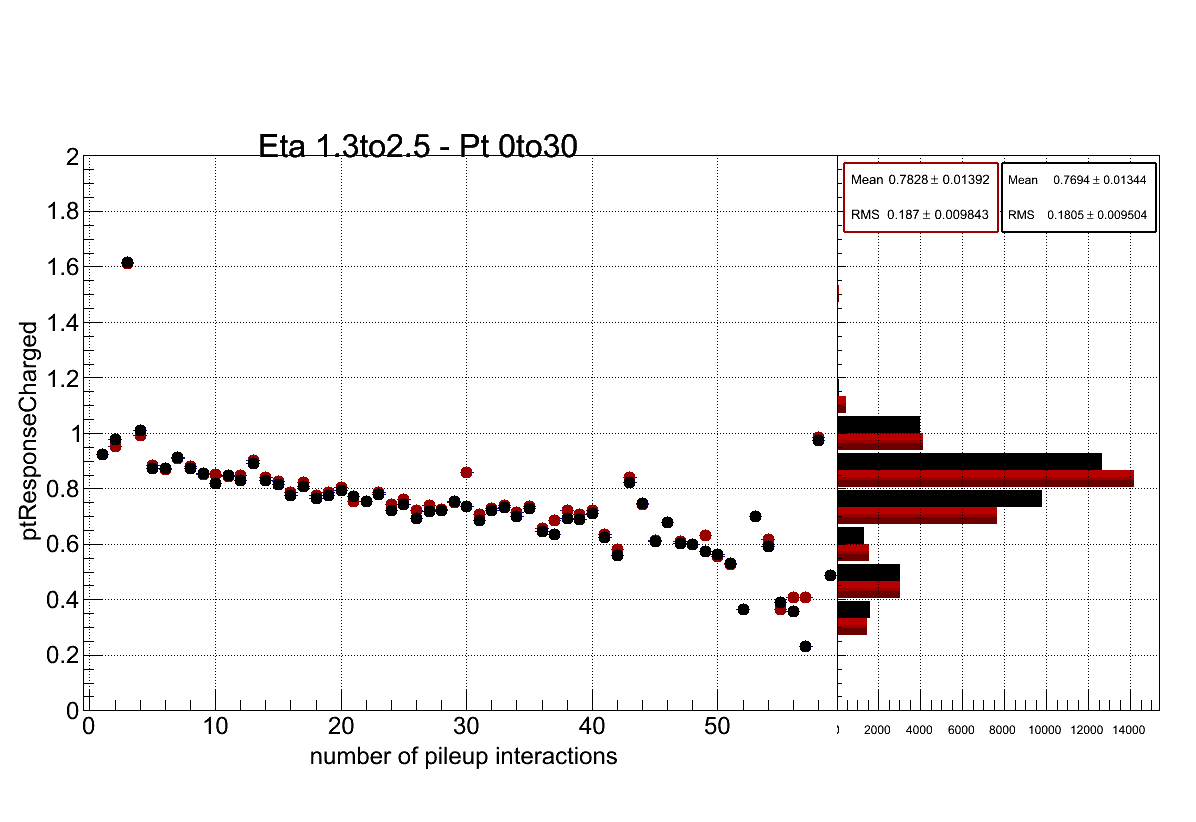 Eta 1.3to2.5 - Pt 0to30
ptResponseCharged
2
1.8
1.6
1.4
1.2
1
0.8
0.6
0.4
0.2
0
0 10 20 30 40 50
number of pileup interactions
Mean 0.7828 ± 0.01392
RMS 0.187 ± 0.009843
Mean 0.7694 ± 0.01344
RMS 0.1805 ± 0.009504
2000 4000 6000 8000 10000 12000 14000